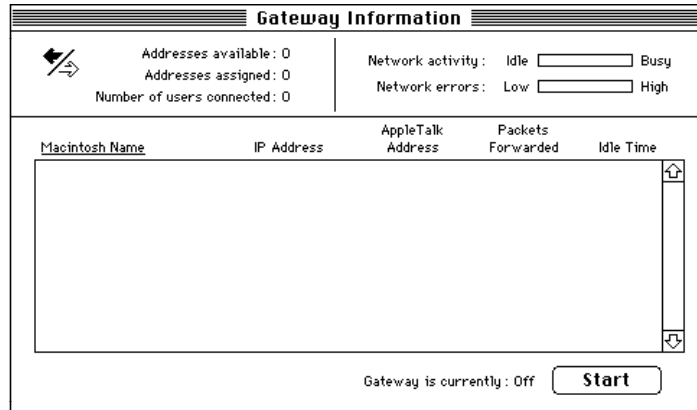 Gateway Information
Addresses available: 0
Addresses assigned: 0
Number of users connected: 0
Network activity: Idle Busy
Network errors: Low High
Macintosh Name IP Address AppleTalk Address Packets Forwarded Idle Time
Gateway is currently: Off Start